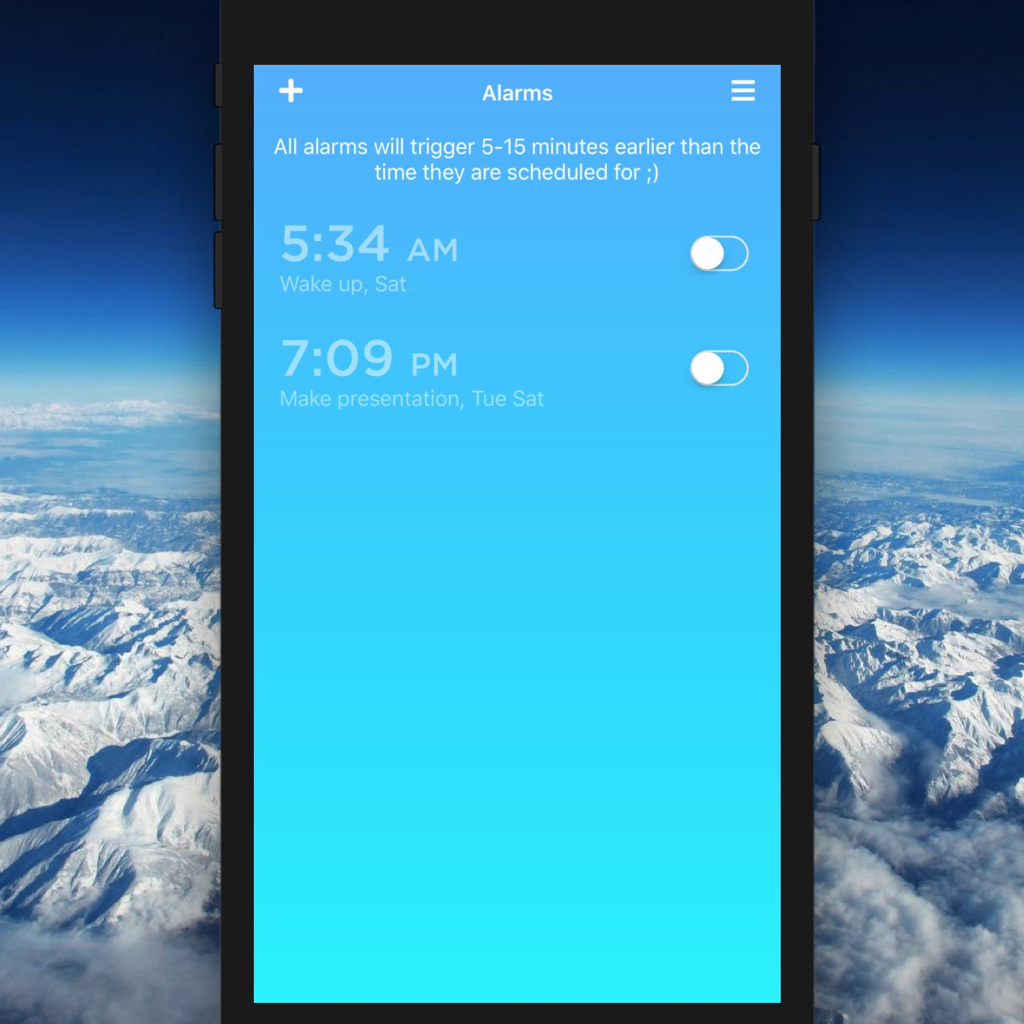 Alarms
All alarms will trigger 5-15 minutes earlier than the
time they are scheduled for ;)
5:34 AM
Wake up, Sat
7:09 PM
Make presentation, Tue Sat